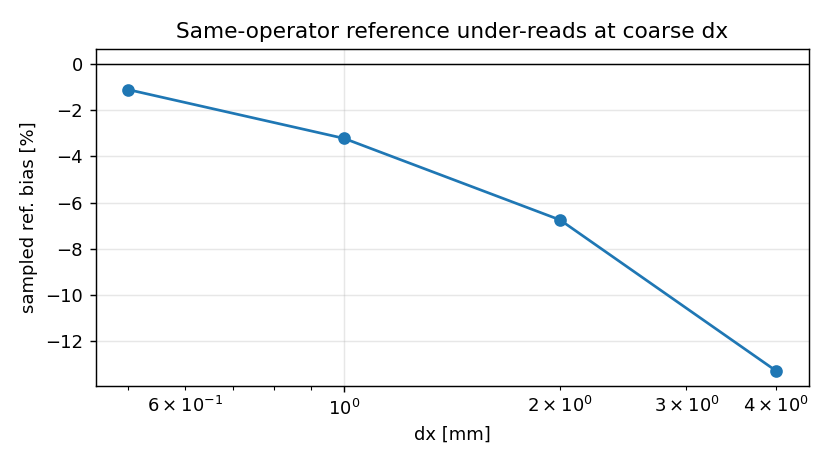 Same-operator reference under-reads at coarse dx
sampled ref. bias [%]
0
−2
−4
−6
−8
−10
−12
6 × 10⁻¹
10⁰
2 × 10⁰
3 × 10⁰
4 × 10⁰
dx [mm]